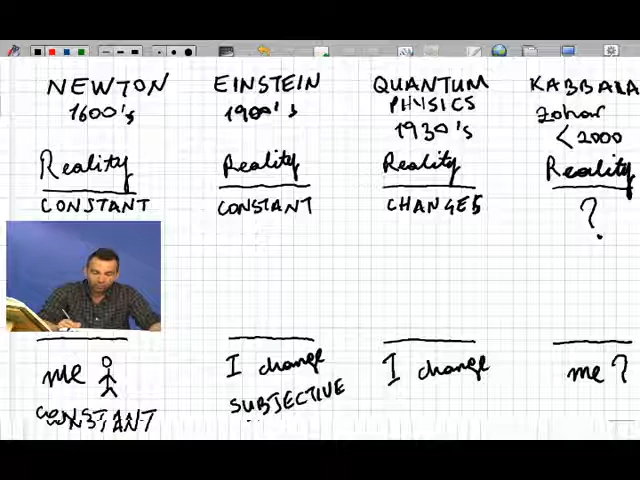 NEWTON
1600's
Reality
CONSTANT
me
CONSTANT
EINSTEIN
1900's
Reality
CONSTANT
I change
SUBJECTIVE
QUANTUM
PHYSICS
1930's
Reality
CHANGES
I change
KABBALA
Zohar
<2000
Reality
?
me?